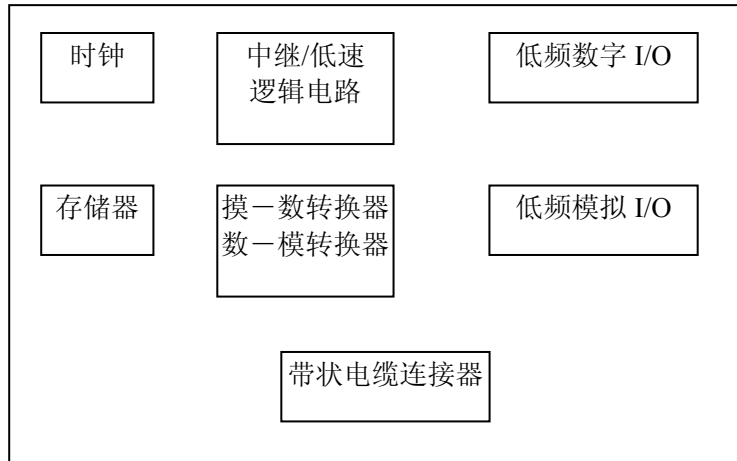 时钟
中继/低速
逻辑电路
低频数字 I/O
存储器
摸－数转换器
数－模转换器
低频模拟 I/O
带状电缆连接器